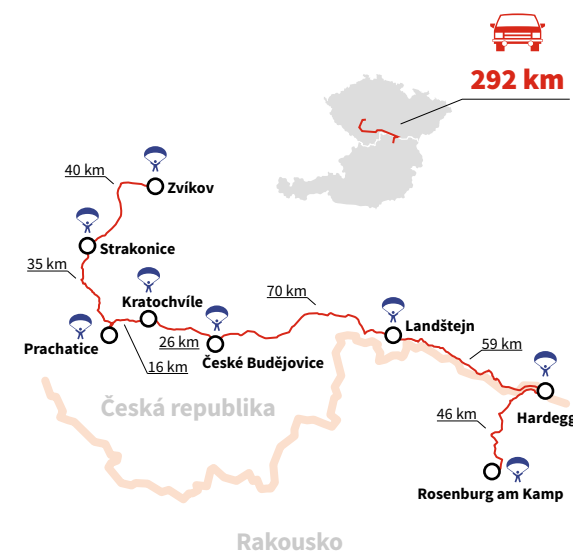 292 km
40 km
Zvíkov
Strakonice
35 km
Kratochvíle
70 km
Landštejn
Prachatice
26 km
59 km
16 km
České Budějovice
Česká republika
46 km
Hardegg
Rosenburg am Kamp
Rakousko